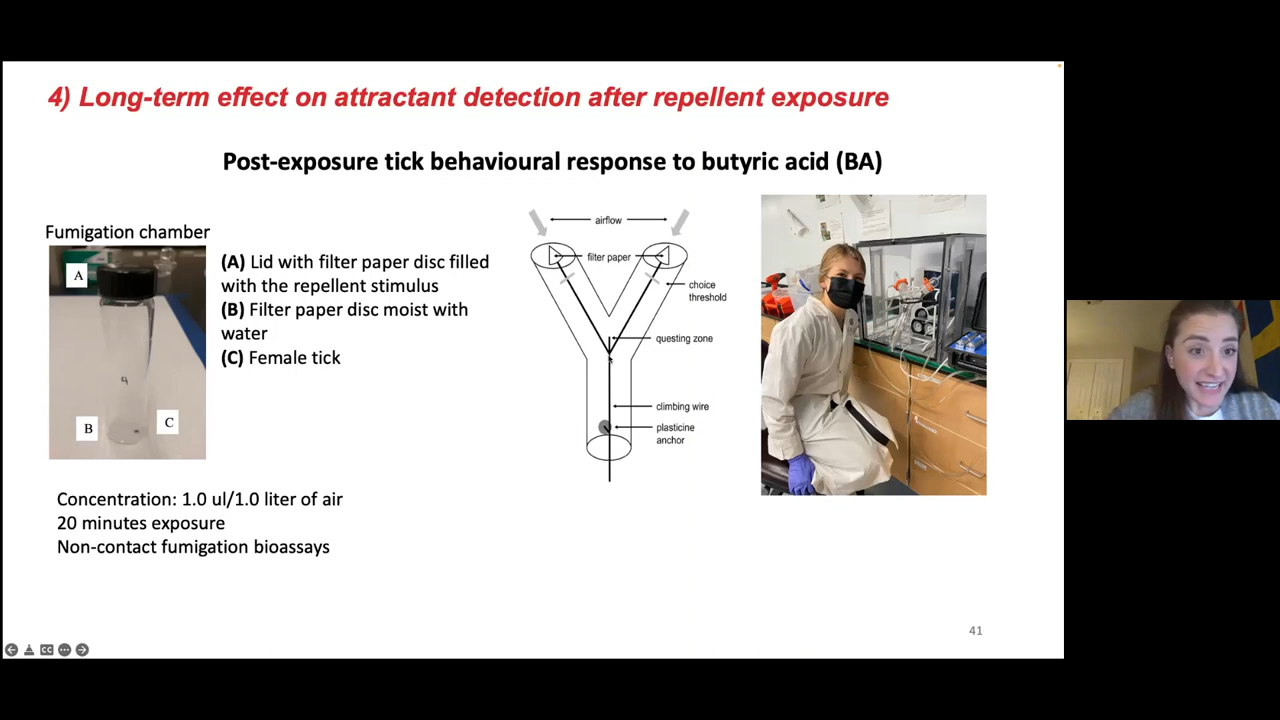 4) Long-term effect on attractant detection after repellent exposure
Post-exposure tick behavioural response to butyric acid (BA)
Fumigation chamber
A
B
C
(A) Lid with filter paper disc filled
with the repellent stimulus
(B) Filter paper disc moist with
water
(C) Female tick
Concentration: 1.0 ul/1.0 liter of air
20 minutes exposure
Non-contact fumigation bioassays
airflow
filter paper
choice
threshold
questing zone
climbing wire
plasticine
anchor
41
CC